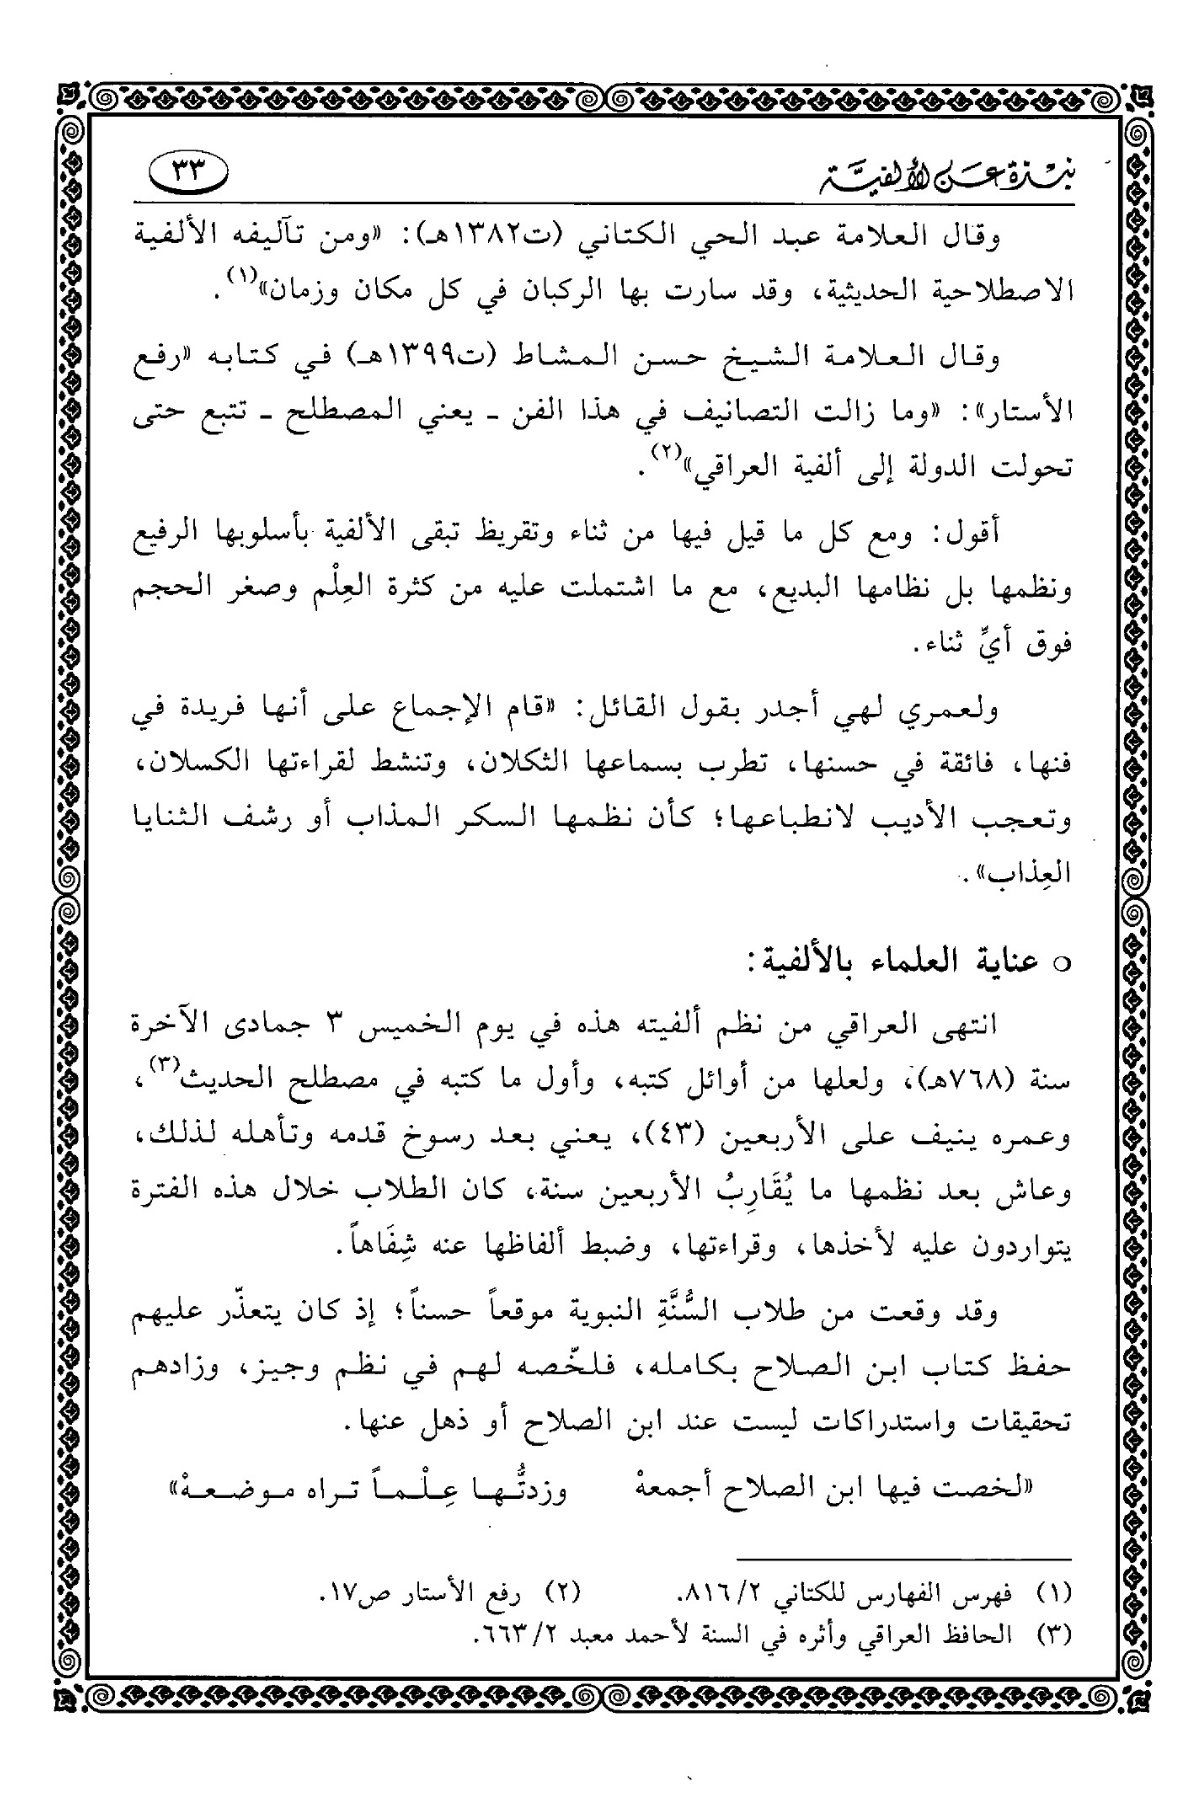 نبذة عن الألفية
٣٣
وقال العلامة عبد الحي الكتاني (ت١٣٨٢هـ): «ومن تآليفه الألفية
الاصطلاحية الحديثية، وقد سارت بها الركبان في كل مكان وزمان»(١).
وقال العلامة الشيخ حسن المشاط (ت١٣٩٩هـ) في كتابه «رفع
الأستار»: «وما زالت التصانيف في هذا الفن ـ يعني المصطلح ـ تتبع حتى
تحولت الدولة إلى ألفية العراقي»(٢).
أقول: ومع كل ما قيل فيها من ثناء وتقريظ تبقى الألفية بأسلوبها الرفيع
ونظمها بل نظامها البديع، مع ما اشتملت عليه من كثرة العِلْم وصغر الحجم
فوق أيِّ ثناء.
ولعمري لهي أجدر بقول القائل: «قام الإجماع على أنها فريدة في
فنها، فائقة في حسنها، تطرب بسماعها الثكلان، وتنشط لقراءتها الكسلان،
وتعجب الأديب لانطباعها؛ كأن نظمها السكر المذاب أو رشف الثنايا
العِذاب».
○ عناية العلماء بالألفية:
انتهى العراقي من نظم ألفيته هذه في يوم الخميس ٣ جمادى الآخرة
سنة (٧٦٨هـ)، ولعلها من أوائل كتبه، وأول ما كتبه في مصطلح الحديث(٣)،
وعمره ينيف على الأربعين (٤٣)، يعني بعد رسوخ قدمه وتأهله لذلك،
وعاش بعد نظمها ما يُقَارِبُ الأربعين سنة، كان الطلاب خلال هذه الفترة
يتواردون عليه لأخذها، وقراءتها، وضبط ألفاظها عنه شِفَاهاً.
وقد وقعت من طلاب السُّنَّةِ النبوية موقعاً حسناً؛ إذ كان يتعذّر عليهم
حفظ كتاب ابن الصلاح بكامله، فلخّصه لهم في نظم وجيز، وزادهم
تحقيقات واستدراكات ليست عند ابن الصلاح أو ذهل عنها.
«لخصت فيها ابن الصلاح أجمعهْ وزدتُّها عِلْماً تراه موضعهْ»
(١) فهرس الفهارس للكتاني ٨١٦/٢. (٢) رفع الأستار ص١٧.
(٣) الحافظ العراقي وأثره في السنة لأحمد معبد ٦٦٣/٢.